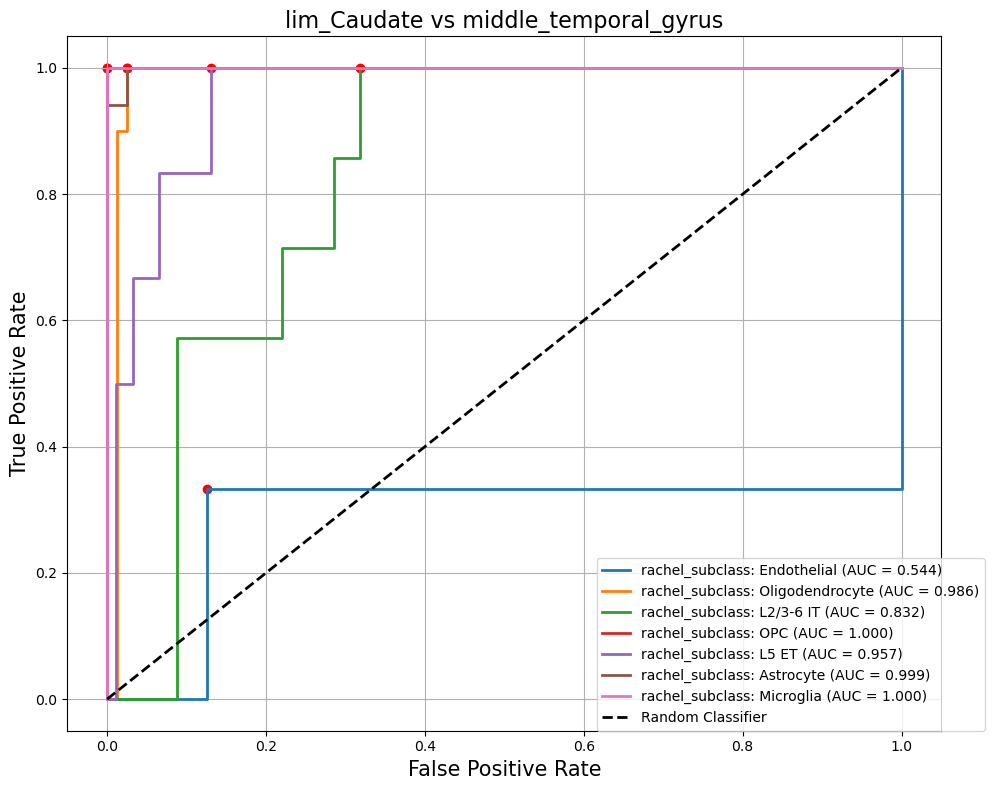 lim_Caudate vs middle_temporal_gyrus
True Positive Rate
1.0
0.8
0.6
0.4
0.2
0.0
rachel_subclass: Endothelial (AUC = 0.544)
rachel_subclass: Oligodendrocyte (AUC = 0.986)
rachel_subclass: L2/3-6 IT (AUC = 0.832)
rachel_subclass: OPC (AUC = 1.000)
rachel_subclass: L5 ET (AUC = 0.957)
rachel_subclass: Astrocyte (AUC = 0.999)
rachel_subclass: Microglia (AUC = 1.000)
Random Classifier
0.0 0.2 0.4 0.6 0.8 1.0
False Positive Rate